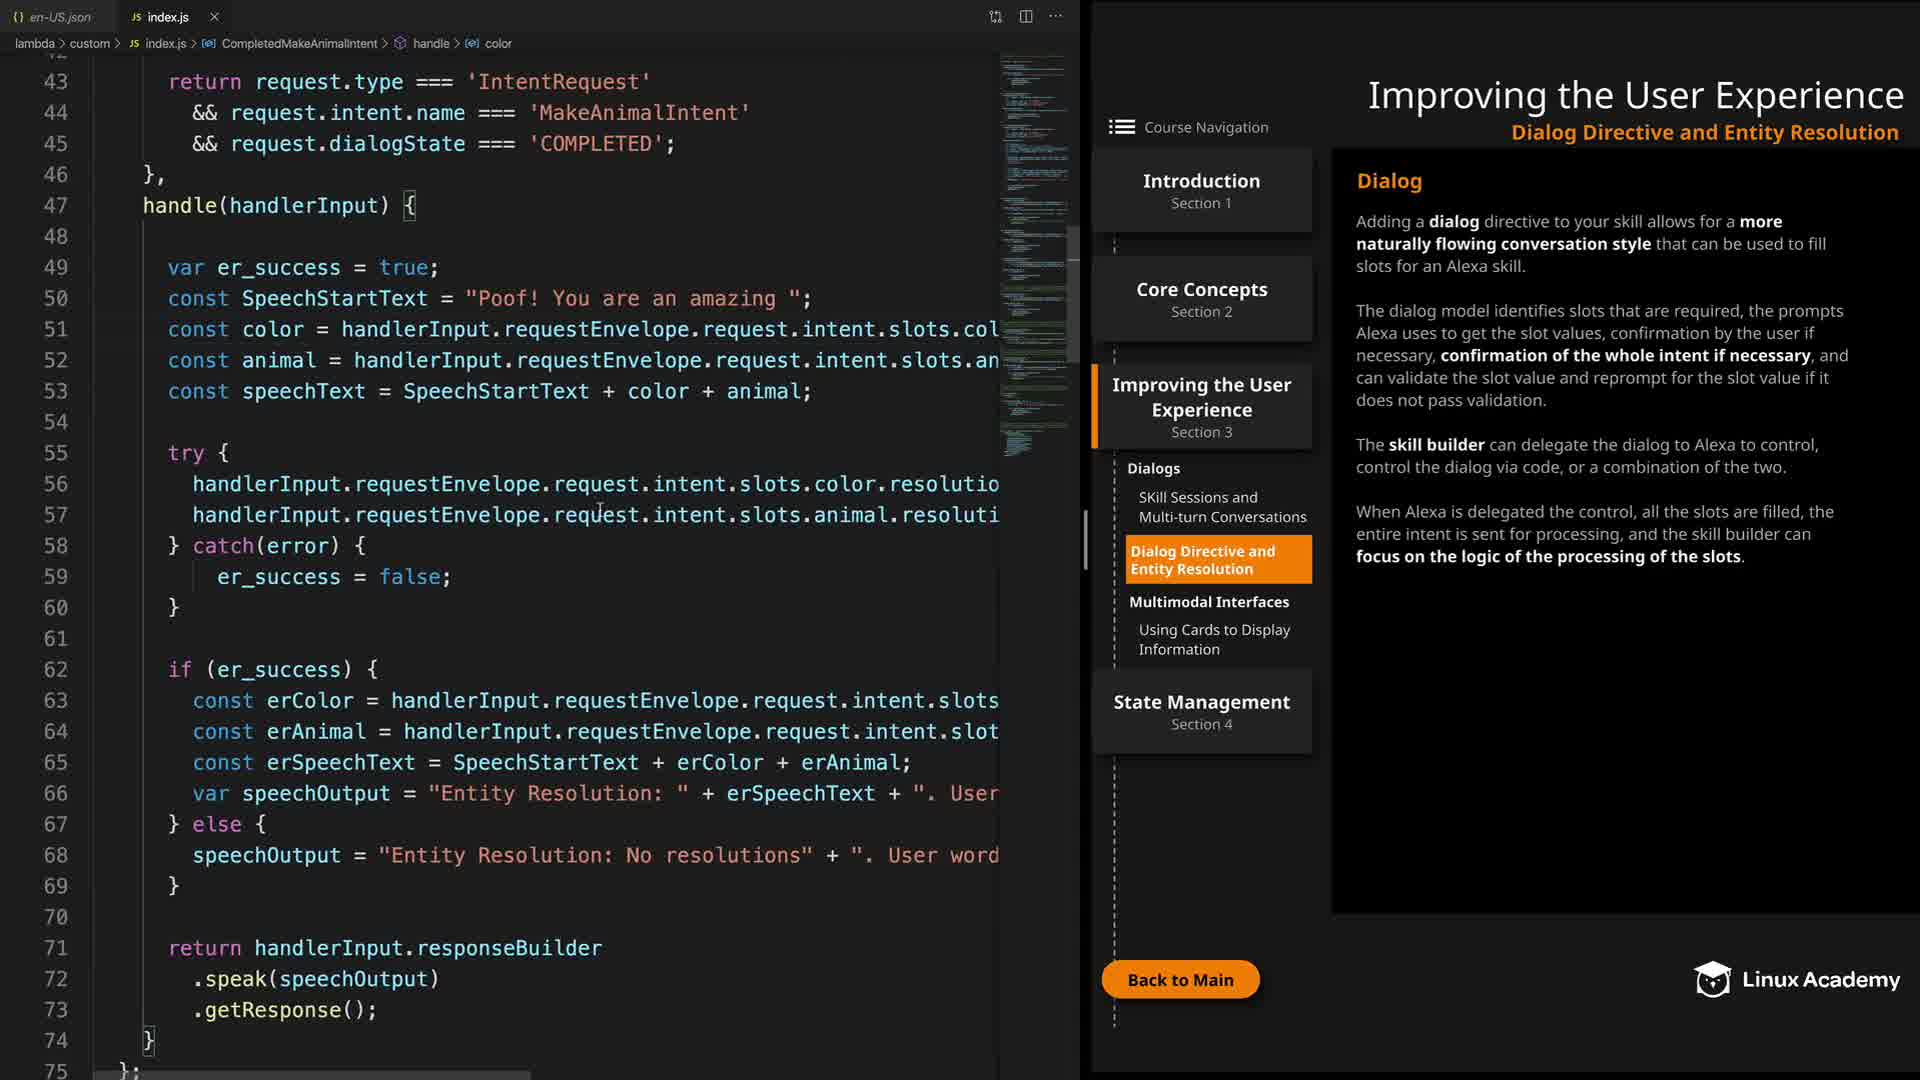 {} en-US.json
JS index.js
lambda > custom > JS index.js > CompletedMakeAnimalIntent > handle > color
43 return request.type === 'IntentRequest'
44 && request.intent.name === 'MakeAnimalIntent'
45 && request.dialogState === 'COMPLETED';
46 },
47 handle(handlerInput) {
48
49 var er_success = true;
50 const SpeechStartText = "Poof! You are an amazing ";
51 const color = handlerInput.requestEnvelope.request.intent.slots.col
52 const animal = handlerInput.requestEnvelope.request.intent.slots.an
53 const speechText = SpeechStartText + color + animal;
54
55 try {
56 handlerInput.requestEnvelope.request.intent.slots.color.resolutio
57 handlerInput.requestEnvelope.request.intent.slots.animal.resoluti
58 } catch(error) {
59 er_success = false;
60 }
61
62 if (er_success) {
63 const erColor = handlerInput.requestEnvelope.request.intent.slots
64 const erAnimal = handlerInput.requestEnvelope.request.intent.slot
65 const erSpeechText = SpeechStartText + erColor + erAnimal;
66 var speechOutput = "Entity Resolution: " + erSpeechText + ". User
67 } else {
68 speechOutput = "Entity Resolution: No resolutions" + ". User word
69 }
70
71 return handlerInput.responseBuilder
72 .speak(speechOutput)
73 .getResponse();
74 }
75 };
Improving the User Experience
Dialog Directive and Entity Resolution
Course Navigation
Introduction
Section 1
Core Concepts
Section 2
Improving the User
Experience
Section 3
Dialogs
SKill Sessions and
Multi-turn Conversations
Dialog Directive and
Entity Resolution
Multimodal Interfaces
Using Cards to Display
Information
State Management
Section 4
Back to Main
Dialog
Adding a dialog directive to your skill allows for a more
naturally flowing conversation style that can be used to fill
slots for an Alexa skill.
The dialog model identifies slots that are required, the prompts
Alexa uses to get the slot values, confirmation by the user if
necessary, confirmation of the whole intent if necessary, and
can validate the slot value and reprompt for the slot value if it
does not pass validation.
The skill builder can delegate the dialog to Alexa to control,
control the dialog via code, or a combination of the two.
When Alexa is delegated the control, all the slots are filled, the
entire intent is sent for processing, and the skill builder can
focus on the logic of the processing of the slots.
Linux Academy